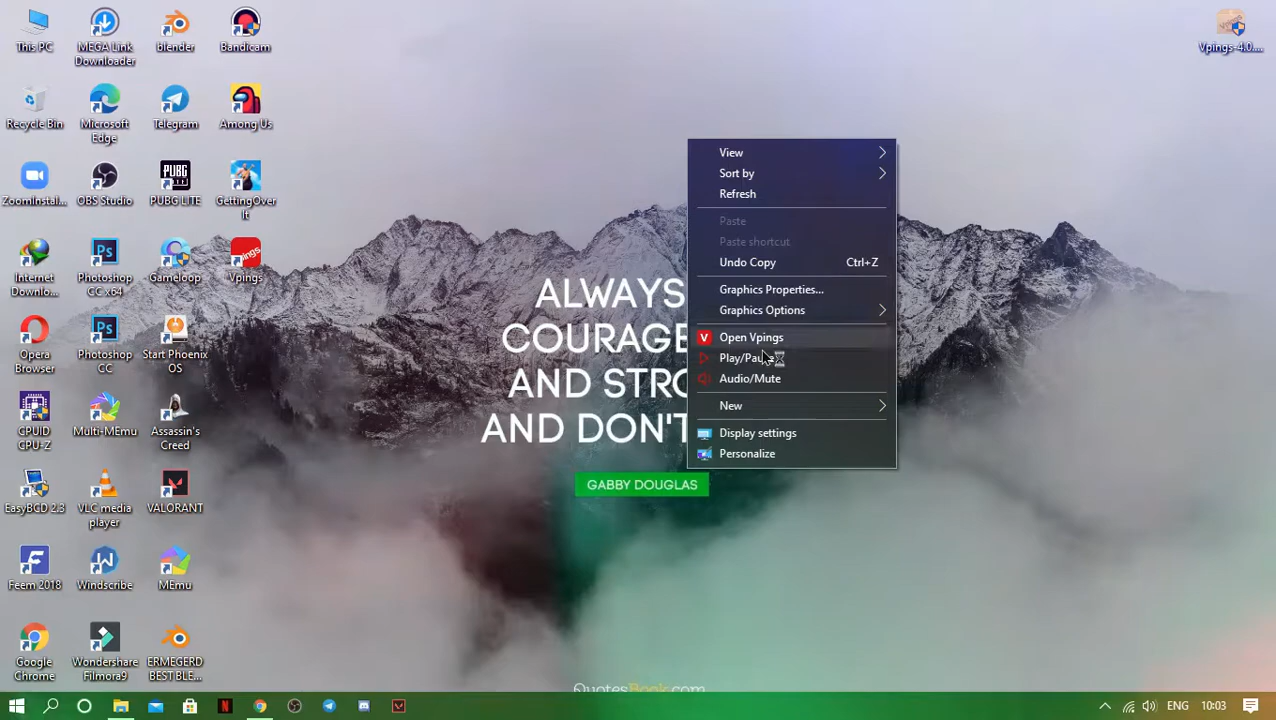 This PC
MEGA Link
Downloader
blender
Bandicam
Vpings-4.0....
Recycle Bin
Microsoft
Edge
Telegram
Among Us
ZoomInstal...
OBS Studio
PUBG LITE
GettingOver
It
Internet
Downlo...
Photoshop
CC x64
Gameloop
Vpings
Opera
Browser
Photoshop
CC
Start Phoenix
OS
CPUID
CPU-Z
Multi-MEmu
Assassin's
Creed
EasyBCD 2.3
VLC media
player
VALORANT
Feem 2018
Windscribe
MEmu
Google
Chrome
Wondershare
Filmora9
ERMEGERD
BEST BLE...
View
Sort by
Refresh
Paste
Paste shortcut
Undo Copy Ctrl+Z
Graphics Properties...
Graphics Options
Open Vpings
Play/Pause
Audio/Mute
New
Display settings
Personalize
ALWAYS
COURAGE
AND STRO
AND DON'T
GABBY DOUGLAS
QuotesBook.com
ENG 10:03